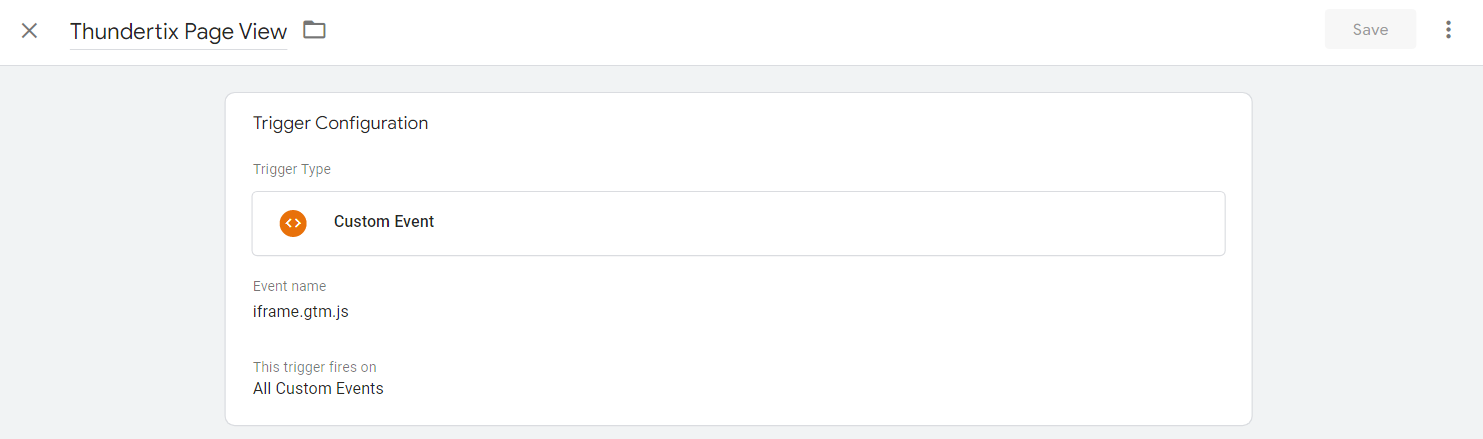 Thundertix Page View
Save
Trigger Configuration
Trigger Type
Custom Event
Event name
iframe.gtm.js
This trigger fires on
All Custom Events